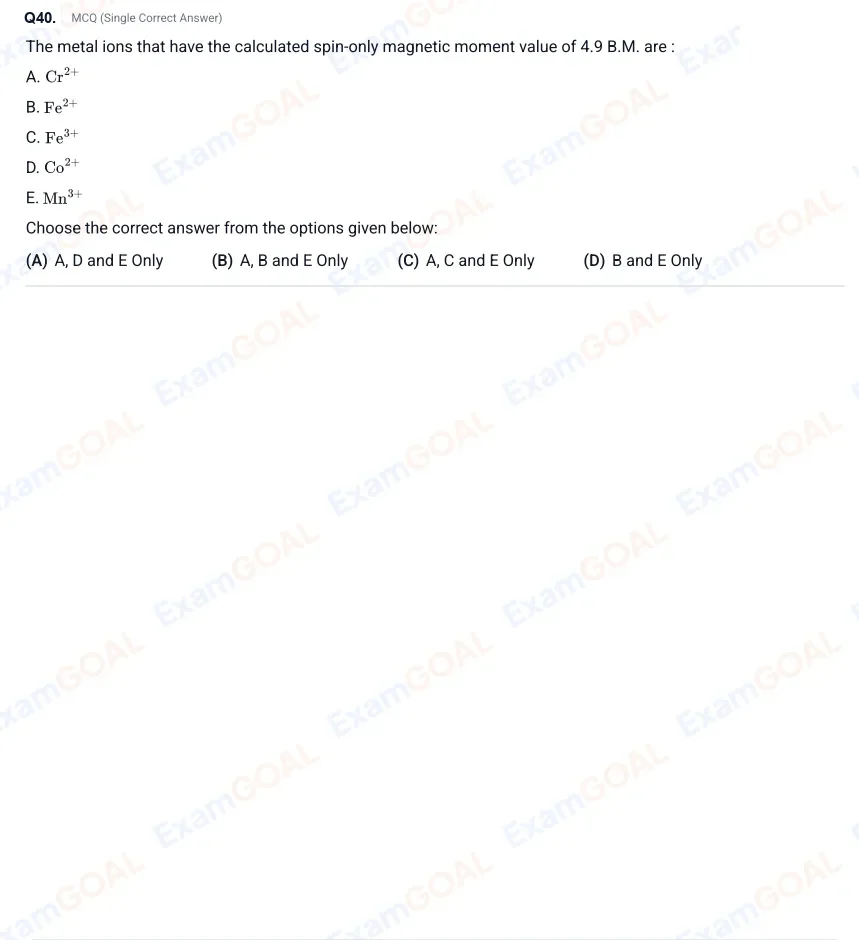 Q40. MCQ (Single Correct Answer)
The metal ions that have the calculated spin-only magnetic moment value of 4.9 B.M. are :
A. Cr²⁺
B. Fe²⁺
C. Fe³⁺
D. Co²⁺
E. Mn³⁺
Choose the correct answer from the options given below:
(A) A, D and E Only (B) A, B and E Only (C) A, C and E Only (D) B and E Only
ExamGOAL